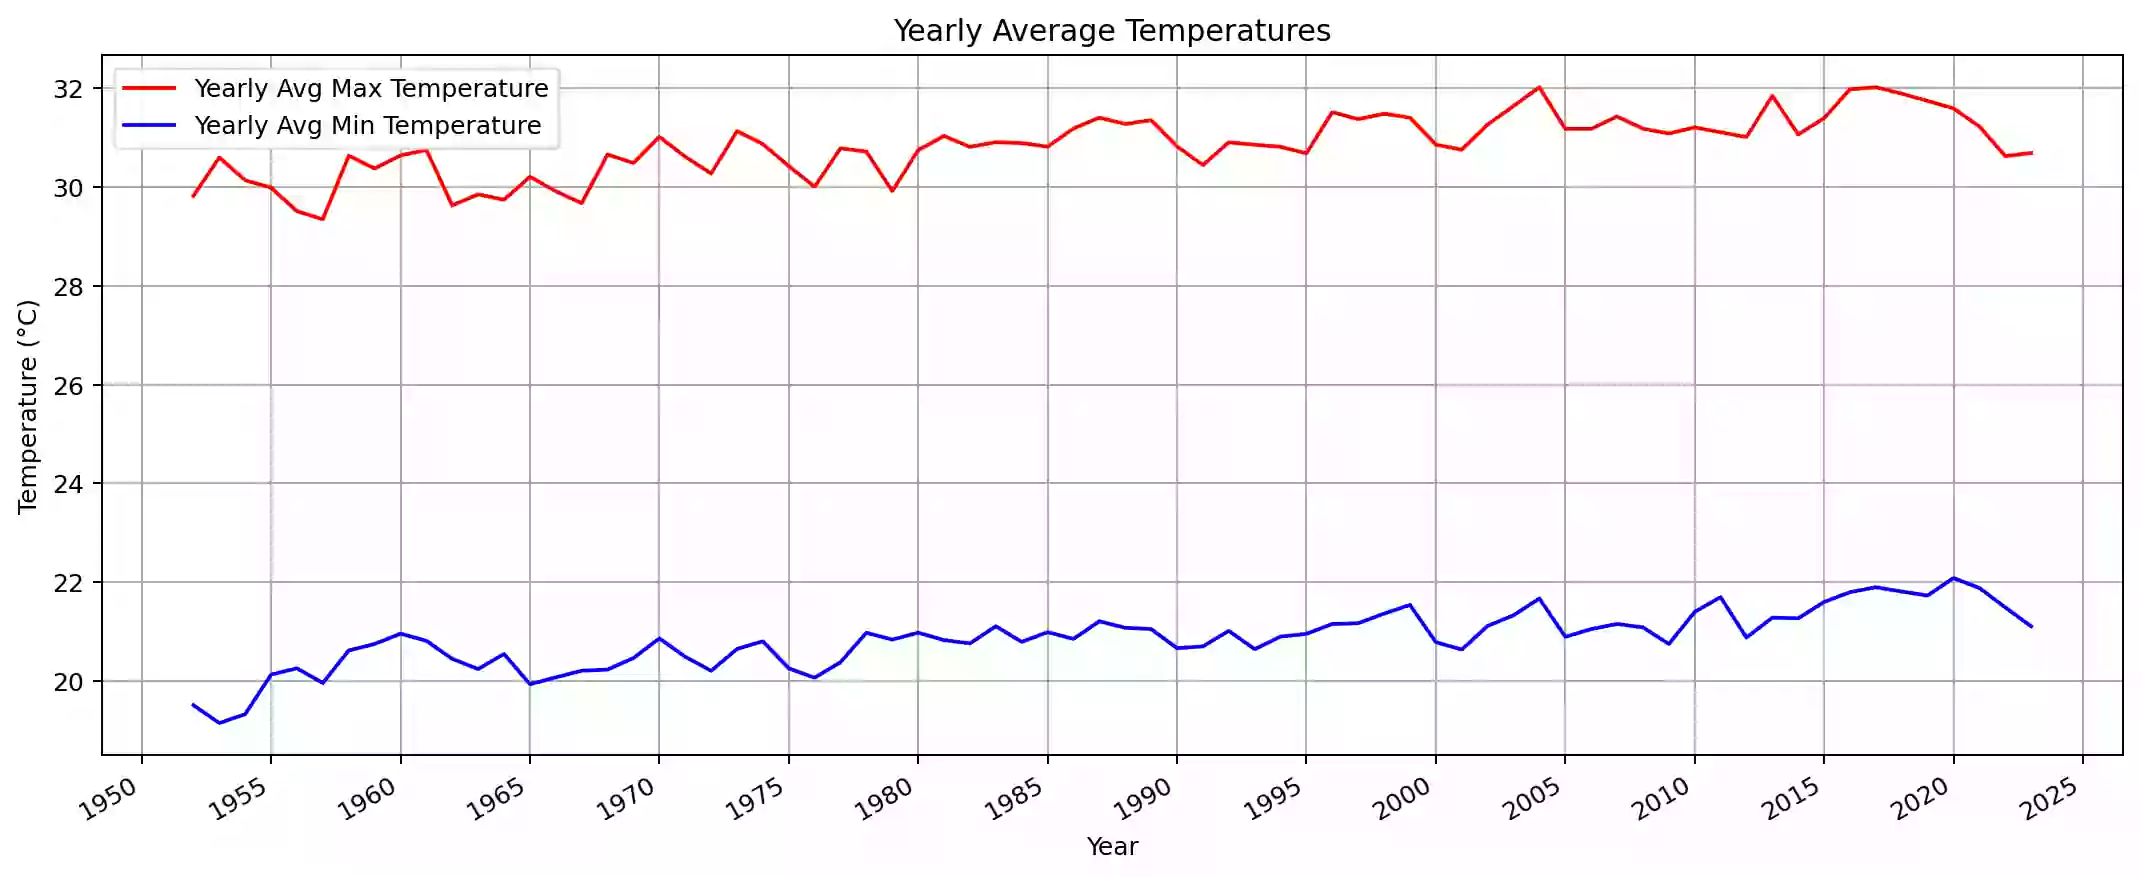 Yearly Average Temperatures
Yearly Avg Max Temperature
Yearly Avg Min Temperature
32
30
28
26
24
22
20
Temperature (°C)
1950 1955 1960 1965 1970 1975 1980 1985 1990 1995 2000 2005 2010 2015 2020 2025
Year